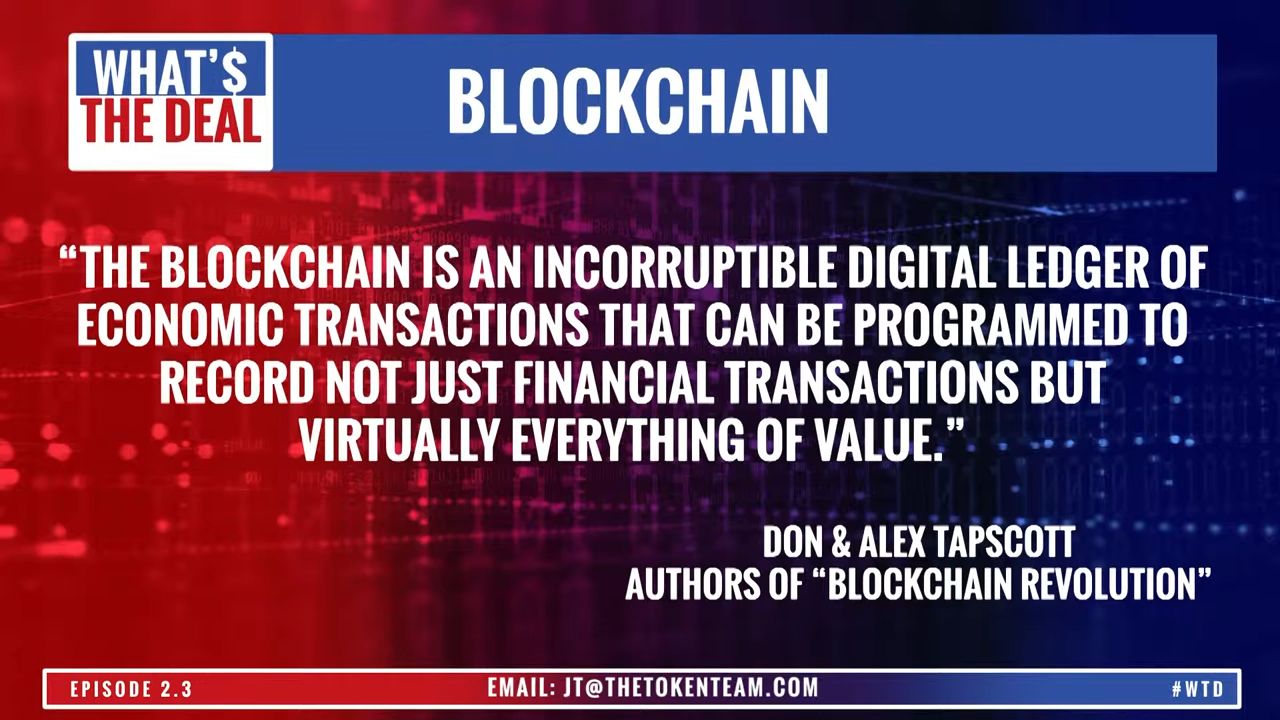 WHAT'$
THE DEAL
BLOCKCHAIN
“THE BLOCKCHAIN IS AN INCORRUPTIBLE DIGITAL LEDGER OF
ECONOMIC TRANSACTIONS THAT CAN BE PROGRAMMED TO
RECORD NOT JUST FINANCIAL TRANSACTIONS BUT
VIRTUALLY EVERYTHING OF VALUE.”
DON & ALEX TAPSCOTT
AUTHORS OF “BLOCKCHAIN REVOLUTION”
EPISODE 2.3
EMAIL: JT@THETOKENTEAM.COM
#WTD